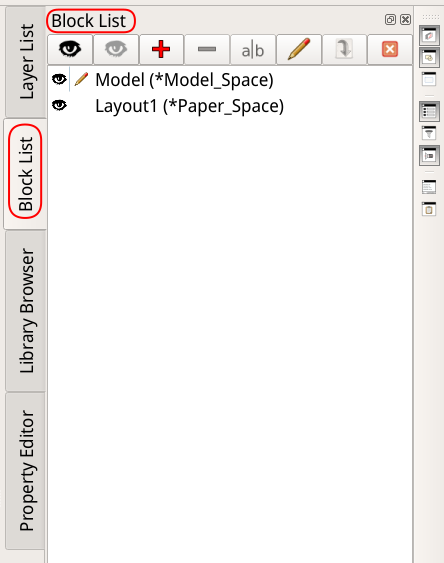 Block List
a|b
Model (*Model_Space)
Layout1 (*Paper_Space)
Layer List
Block List
Library Browser
Property Editor